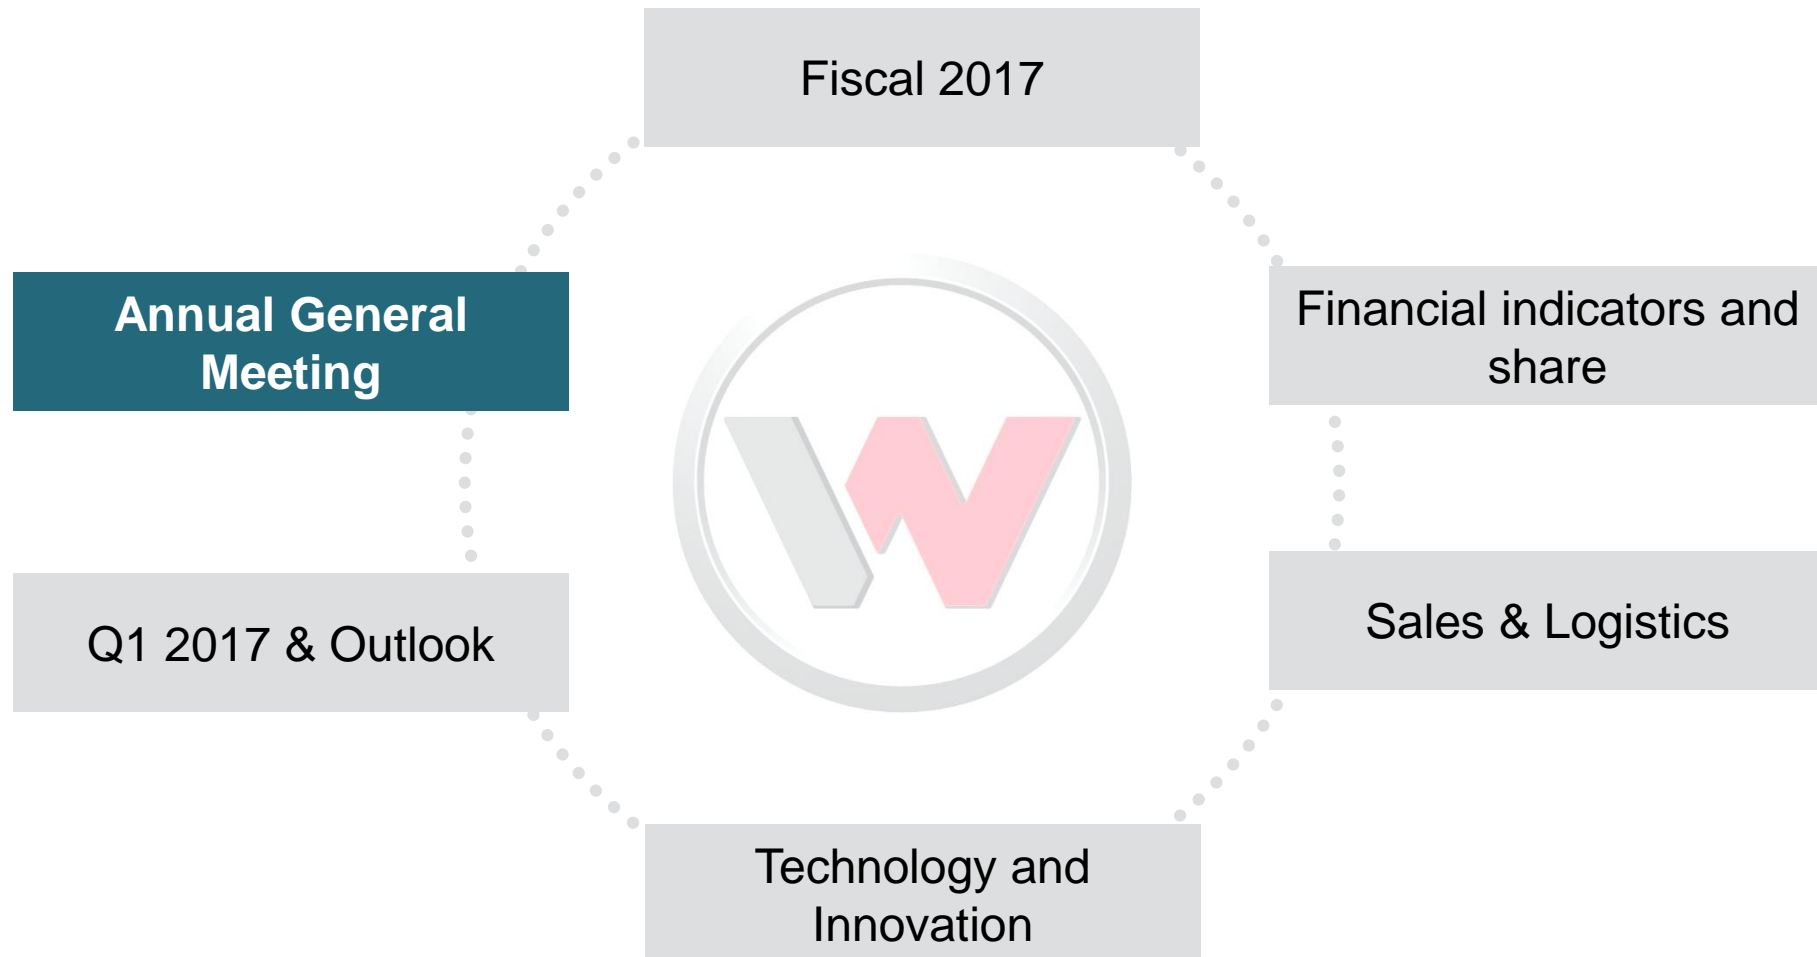 Fiscal 2017
Annual General
Meeting
Financial indicators and
share
Q1 2017 & Outlook
Sales & Logistics
Technology and
Innovation